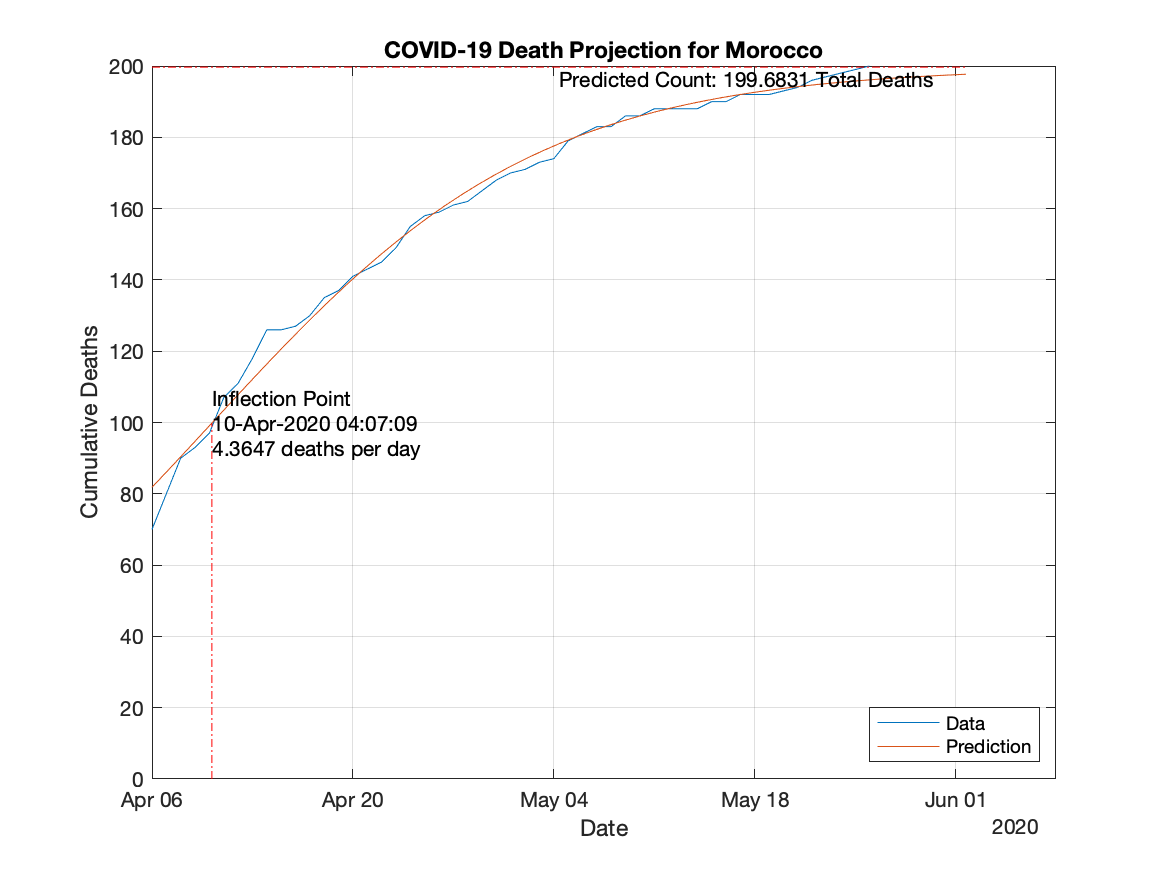 COVID-19 Death Projection for Morocco
200
Predicted Count: 199.6831 Total Deaths
180
160
140
120
Inflection Point
100
10-Apr-2020 04:07:09
4.3647 deaths per day
Cumulative Deaths
80
60
40
20
Data
Prediction
0
Apr 06 Apr 20 May 04 May 18 Jun 01
Date
2020